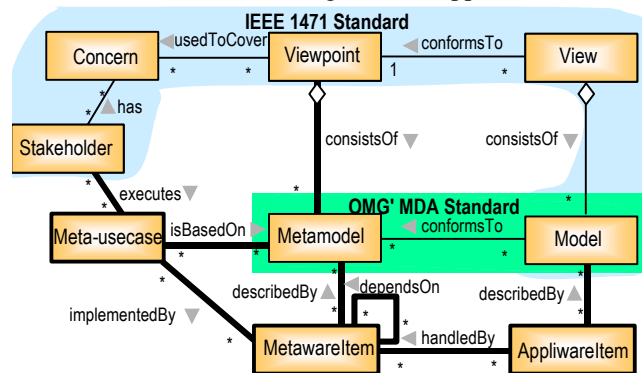 IEEE 1471 Standard
Concern
usedToCover
Viewpoint
conformsTo
View
* * 1 *
*
has
*
Stakeholder
consistsOf
consistsOf
*
executes
*
*
*
OMG' MDA Standard
Meta-usecase
isBasedOn
Metamodel
conformsTo
Model
* * * *
*
describedBy
*
dependsOn
describedBy
*
implementedBy
*
*
*
*
handledBy
*
MetawareItem
AppliwareItem
* *